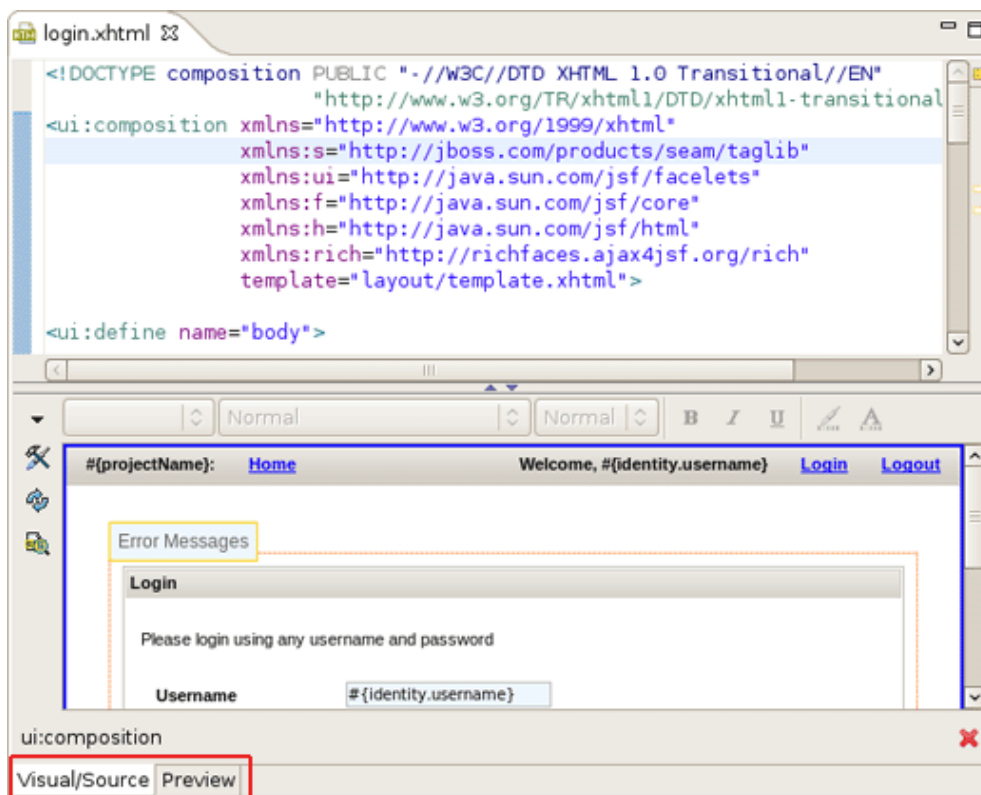 login.xhtml
<!DOCTYPE composition PUBLIC "-//W3C//DTD XHTML 1.0 Transitional//EN"
"http://www.w3.org/TR/xhtml1/DTD/xhtml1-transitional
<ui:composition xmlns="http://www.w3.org/1999/xhtml"
xmlns:s="http://jboss.com/products/seam/taglib"
xmlns:ui="http://java.sun.com/jsf/facelets"
xmlns:f="http://java.sun.com/jsf/core"
xmlns:h="http://java.sun.com/jsf/html"
xmlns:rich="http://richfaces.ajax4jsf.org/rich"
template="layout/template.xhtml">
<ui:define name="body">
Normal Normal B I U A
#{projectName}: Home Welcome, #{identity.username} Login Logout
Error Messages
Login
Please login using any username and password
Username #{identity.username}
ui:composition
Visual/Source Preview